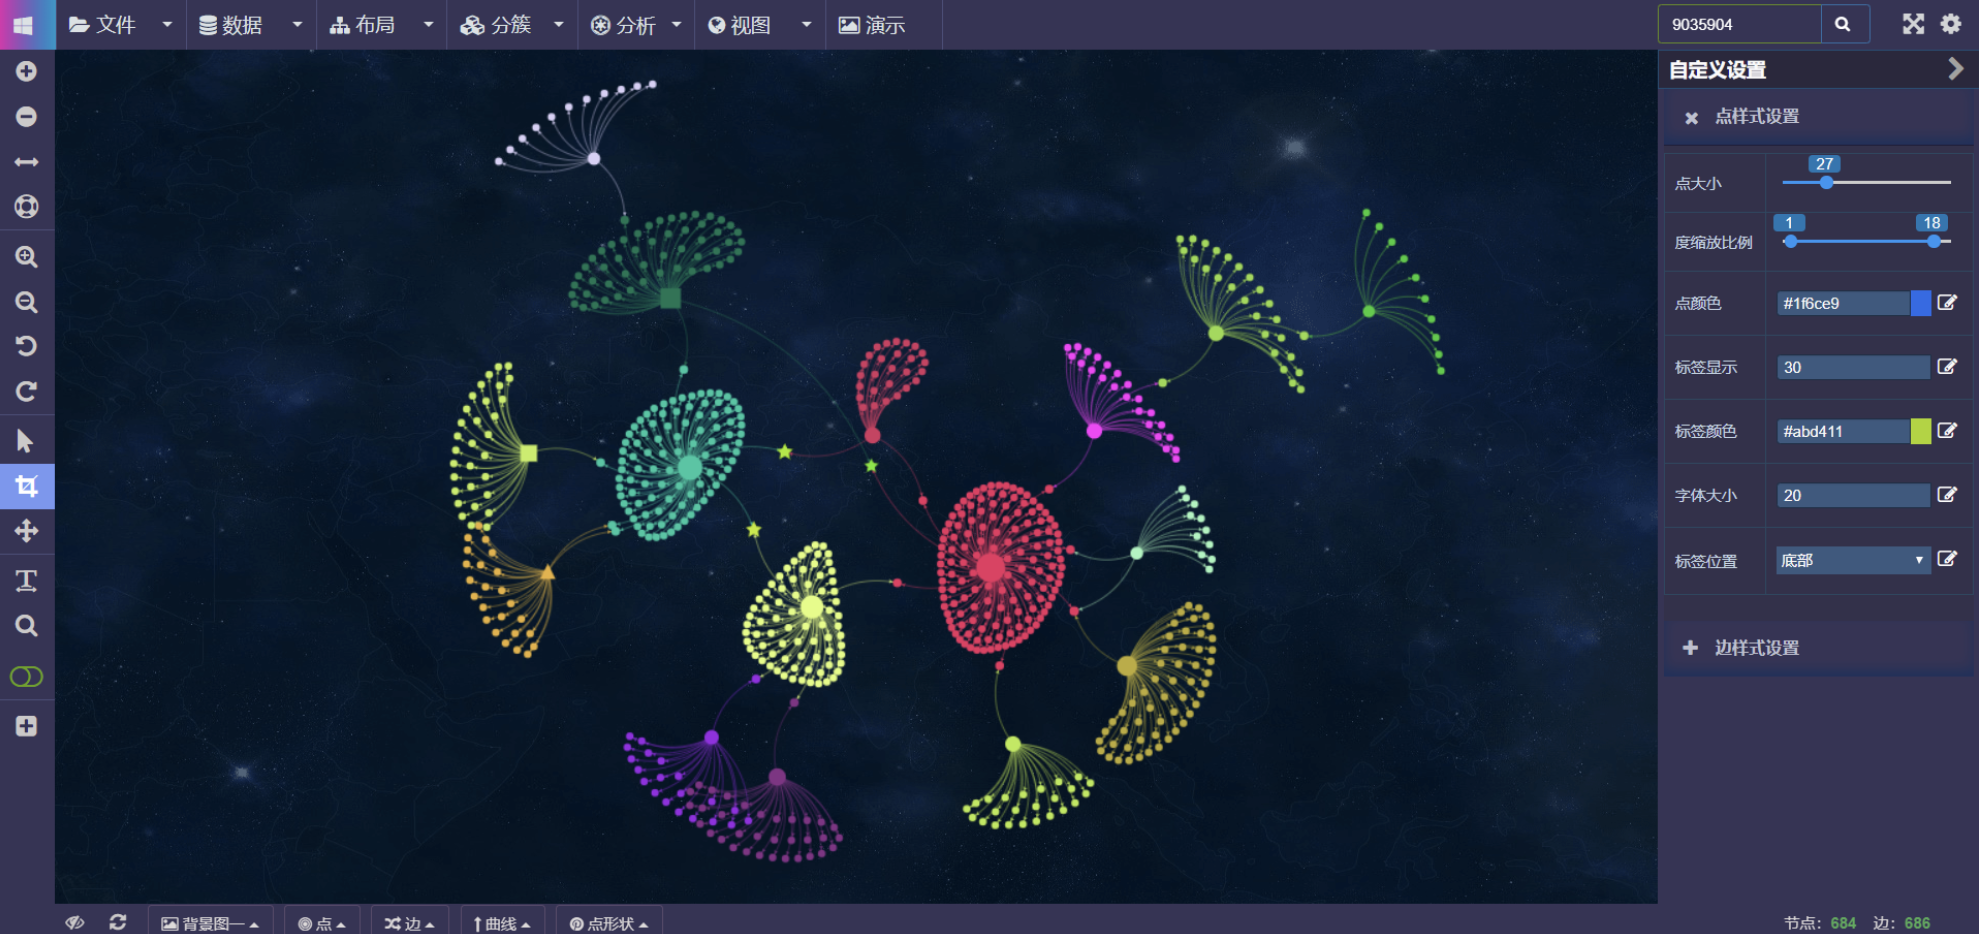 文件 数据 布局 分簇 分析 视图 演示 9035904
自定义设置
点样式设置
27
点大小
1 18
度缩放比例
点颜色 #1f6ce9
标签显示 30
标签颜色 #abd411
字体大小 20
标签位置 底部
边样式设置
背景图一 点 边 曲线 点形状 节点: 684 边: 686